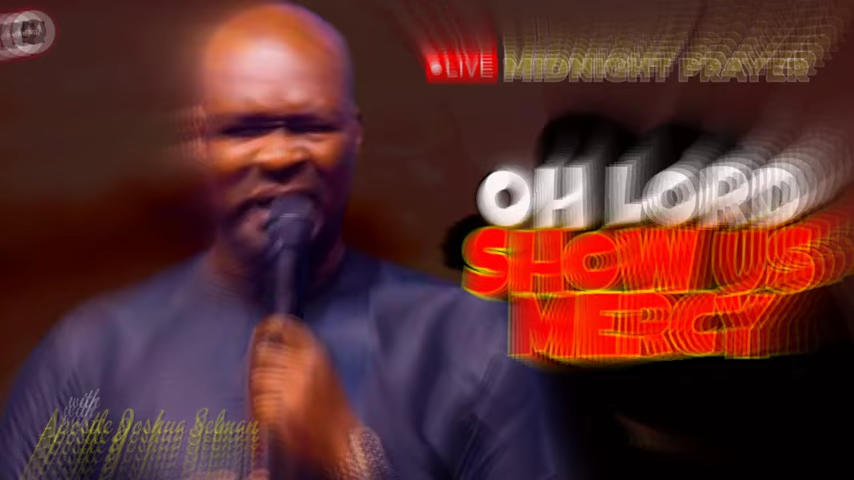 LIVE MIDNIGHT PRAYER
OH LORD
SHOW US
MERCY
with
Apostle Joshua Selman